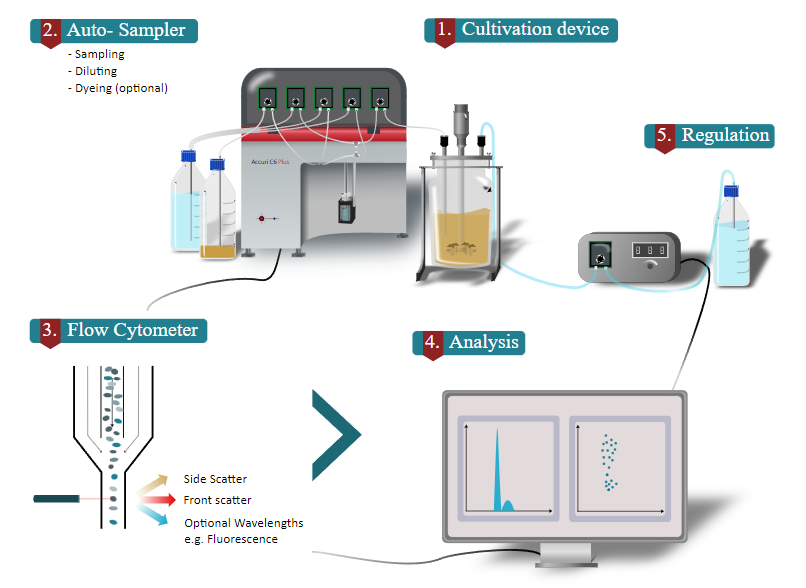 2. Auto- Sampler
- Sampling
- Diluting
- Dyeing (optional)
1. Cultivation device
5. Regulation
Accuri C6 Plus
888
3. Flow Cytometer
4. Analysis
Side Scatter
Front scatter
Optional Wavelengths
e.g. Fluorescence